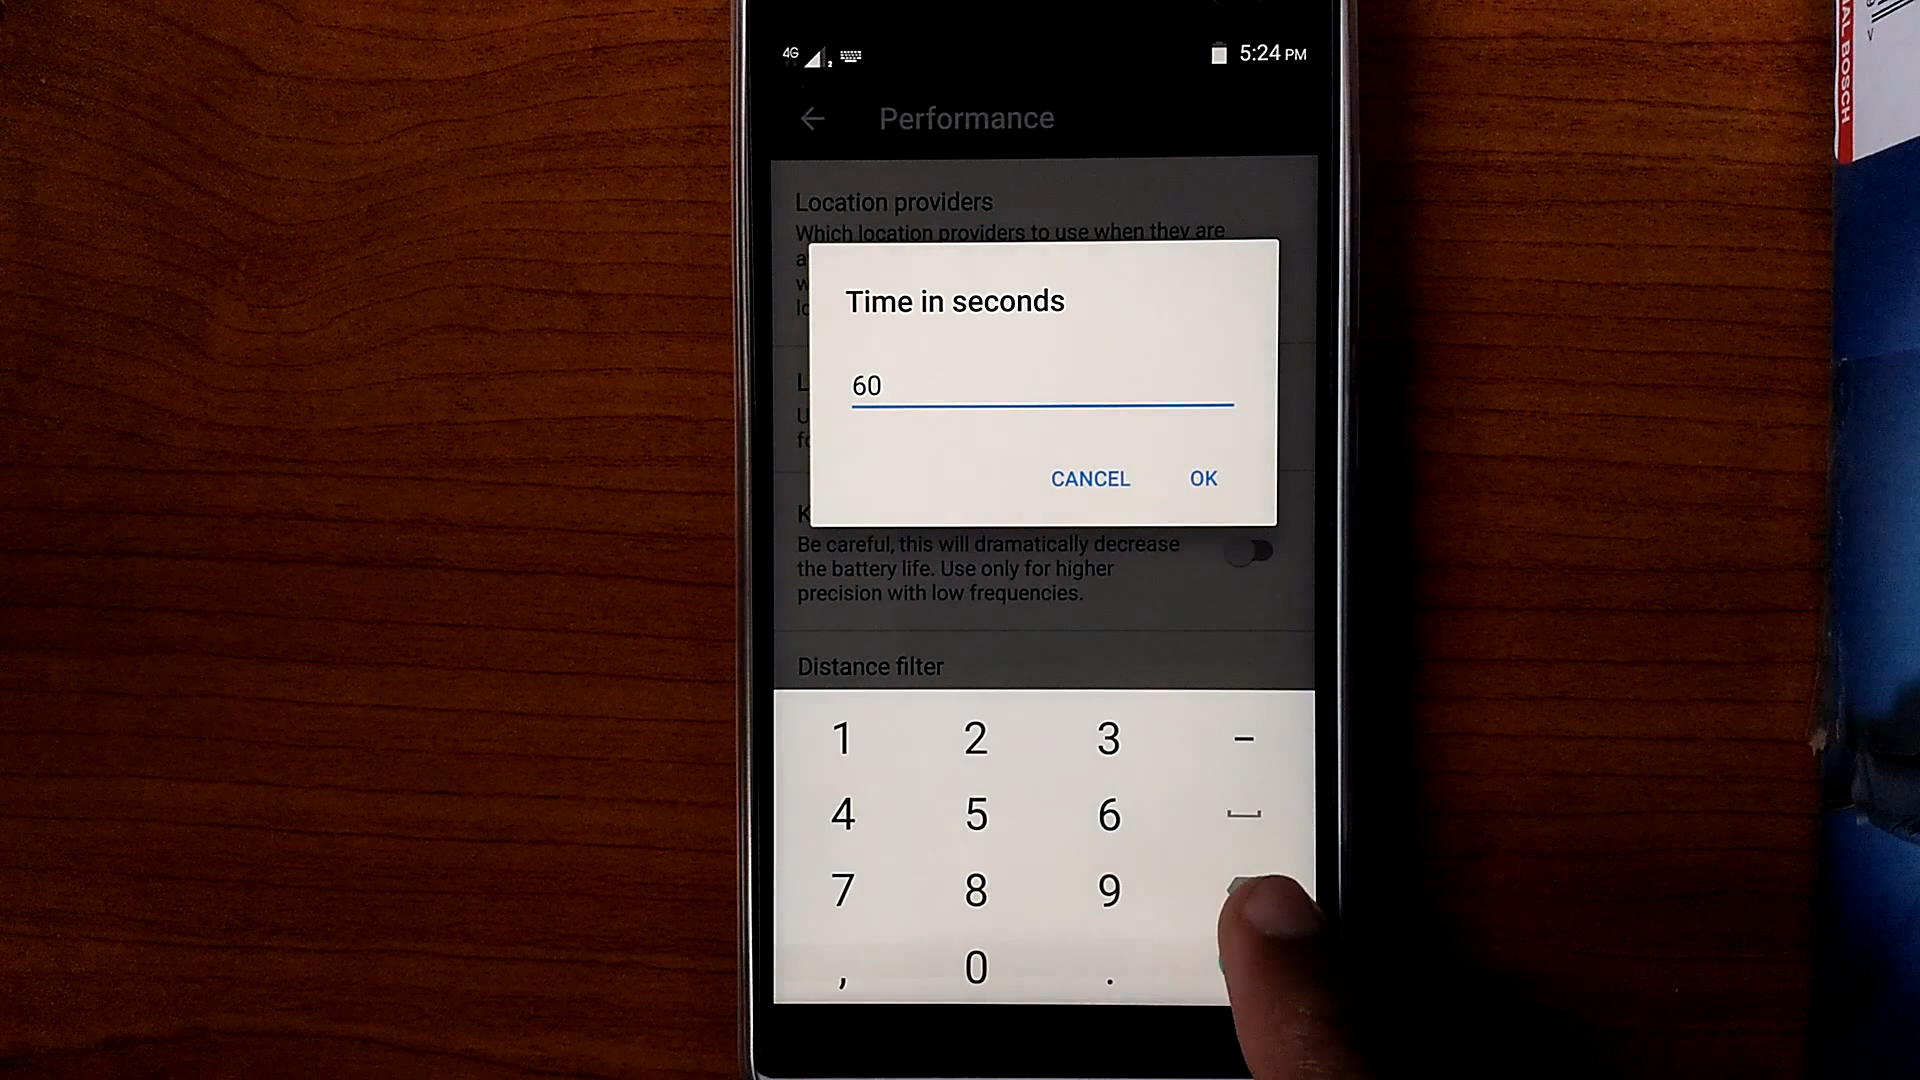 4G 2 5:24 PM
Performance
Location providers
Which location providers to use when they are
Time in seconds
60
CANCEL OK
Be careful, this will dramatically decrease
the battery life. Use only for higher
precision with low frequencies.
Distance filter
1 2 3 -
4 5 6
7 8 9
, 0 .
BOSCH